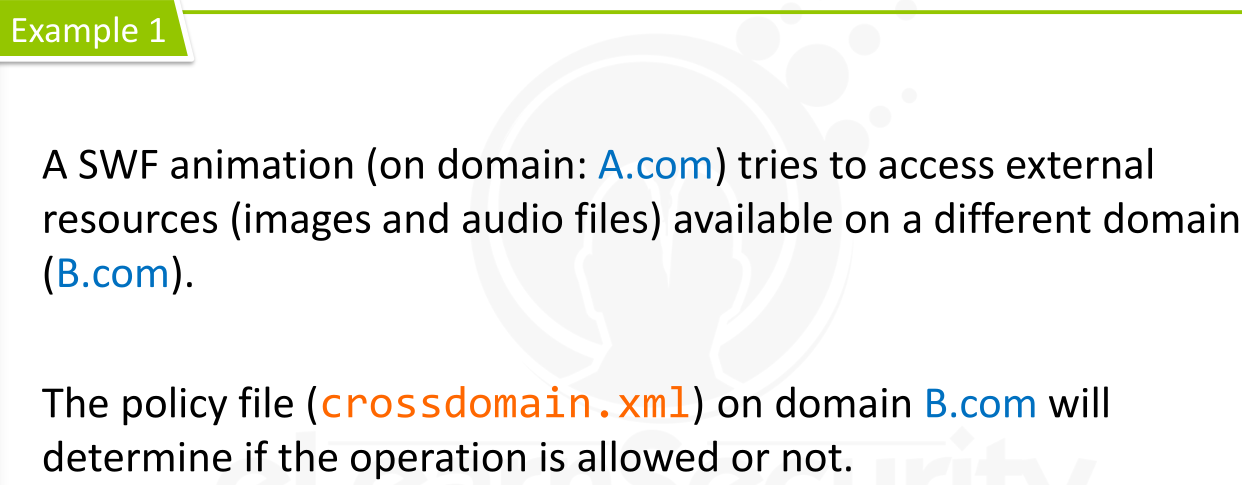 Example 1
A SWF animation (on domain: A.com) tries to access external
resources (images and audio files) available on a different domain
(B.com).
The policy file (crossdomain.xml) on domain B.com will
determine if the operation is allowed or not.